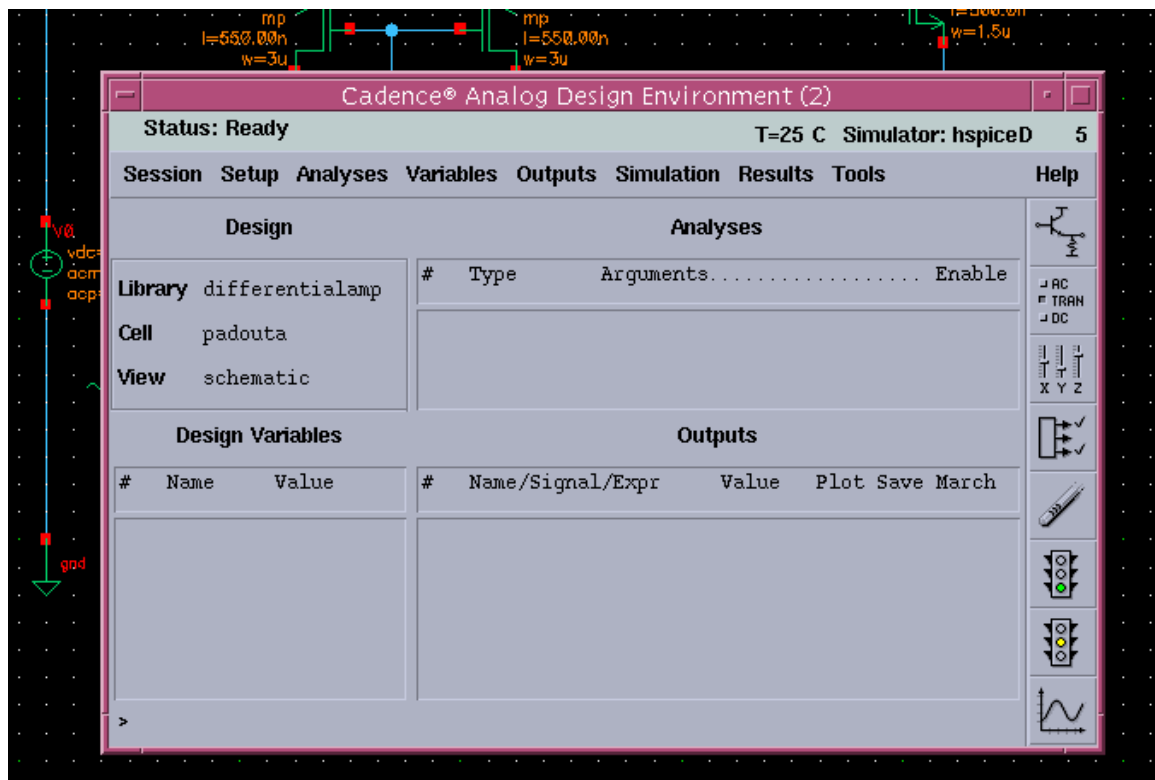 mp mp
l=550.00n l=550.00n
w=3u w=3u w=1.5u
Cadence® Analog Design Environment (2)
Status: Ready T=25 C Simulator: hspiceD 5
Session Setup Analyses Variables Outputs Simulation Results Tools Help
Design Analyses
Library differentialamp
Cell padouta
View schematic
# Type Arguments................... Enable
Design Variables Outputs
# Name Value
# Name/Signal/Expr Value Plot Save March
>
AC
TRAN
DC
X Y Z
V0
vdc=
acm
acp=
gnd